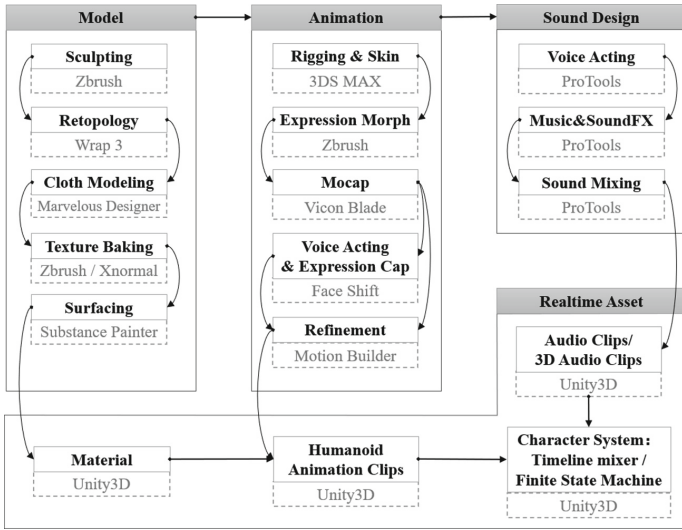 Model
Sculpting
Zbrush
Retopology
Wrap 3
Cloth Modeling
Marvelous Designer
Texture Baking
Zbrush / Xnormal
Surfacing
Substance Painter
Animation
Rigging & Skin
3DS MAX
Expression Morph
Zbrush
Mocap
Vicon Blade
Voice Acting
& Expression Cap
Face Shift
Refinement
Motion Builder
Sound Design
Voice Acting
ProTools
Music&SoundFX
ProTools
Sound Mixing
ProTools
Realtime Asset
Audio Clips/
3D Audio Clips
Unity3D
Material
Unity3D
Humanoid
Animation Clips
Unity3D
Character System：
Timeline mixer /
Finite State Machine
Unity3D